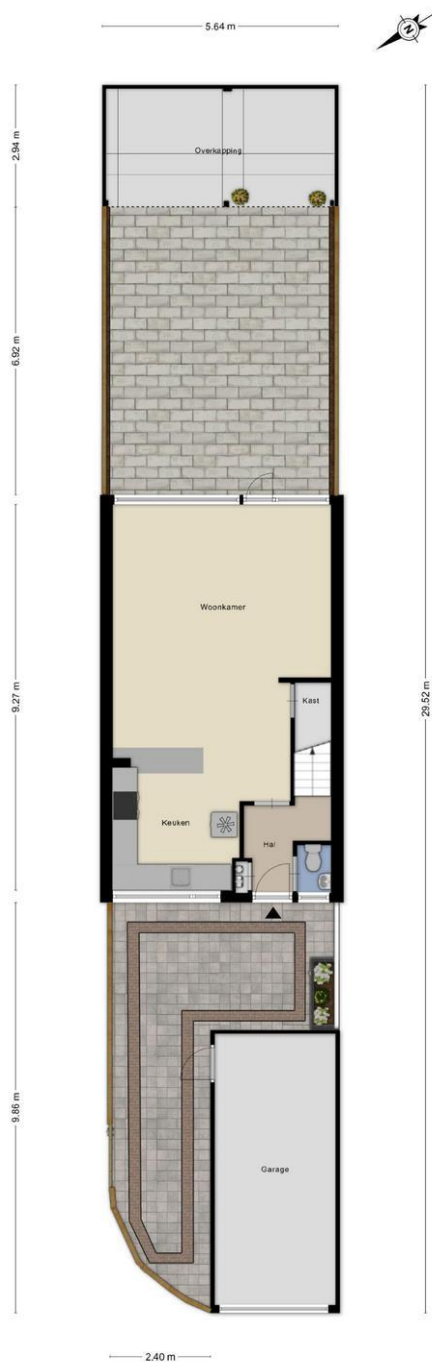 5.64 m
N
2.94 m
Overkapping
6.92 m
Woonkamer
9.27 m
29.52 m
Kast
Keuken
Hal
9.86 m
Garage
2.40 m